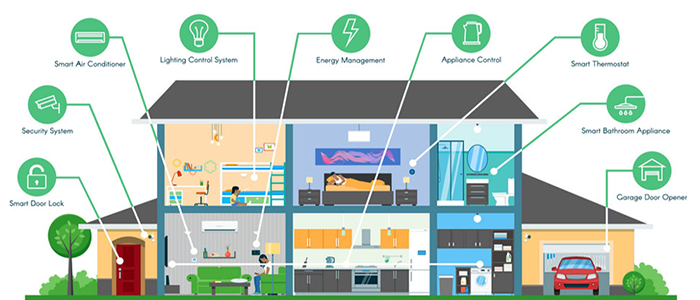 Smart Air Conditioner
Lighting Control System
Energy Management
Appliance Control
Smart Thermostat
Security System
Smart Bathroom Appliance
Smart Door Lock
Garage Door Opener